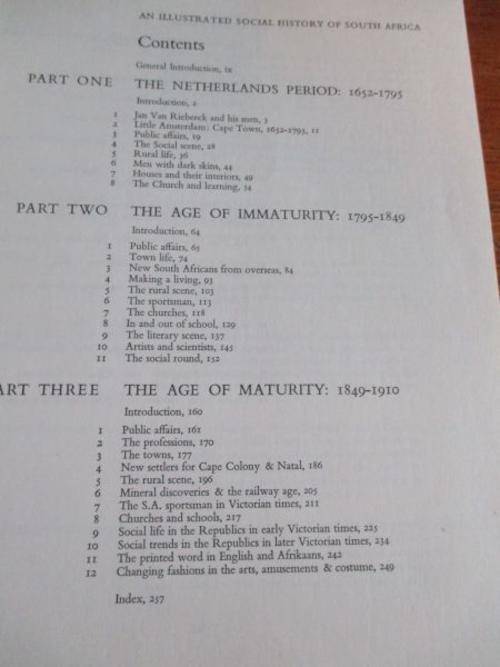 AN ILLUSTRATED SOCIAL HISTORY OF SOUTH AFRICA
Contents
General Introduction, ix
PART ONE THE NETHERLANDS PERIOD: 1652-1795
Introduction, 2
1 Jan Van Riebeeck and his men, 3
2 Little Amsterdam: Cape Town, 1652-1795, 11
3 Public affairs, 19
4 The Social scene, 28
5 Rural life, 36
6 Men with dark skins, 44
7 Houses and their interiors, 49
8 The Church and learning, 54
PART TWO THE AGE OF IMMATURITY: 1795-1849
Introduction, 64
1 Public affairs, 65
2 Town life, 74
3 New South Africans from overseas, 84
4 Making a living, 93
5 The rural scene, 103
6 The sportsman, 113
7 The churches, 118
8 In and out of school, 129
9 The literary scene, 137
10 Artists and scientists, 145
11 The social round, 152
ART THREE THE AGE OF MATURITY: 1849-1910
Introduction, 160
1 Public affairs, 161
2 The professions, 170
3 The towns, 177
4 New settlers for Cape Colony & Natal, 186
5 The rural scene, 196
6 Mineral discoveries & the railway age, 205
7 The S.A. sportsman in Victorian times, 211
8 Churches and schools, 217
9 Social life in the Republics in early Victorian times, 225
10 Social trends in the Republics in later Victorian times, 234
11 The printed word in English and Afrikaans, 242
12 Changing fashions in the arts, amusements & costume, 249
Index, 257